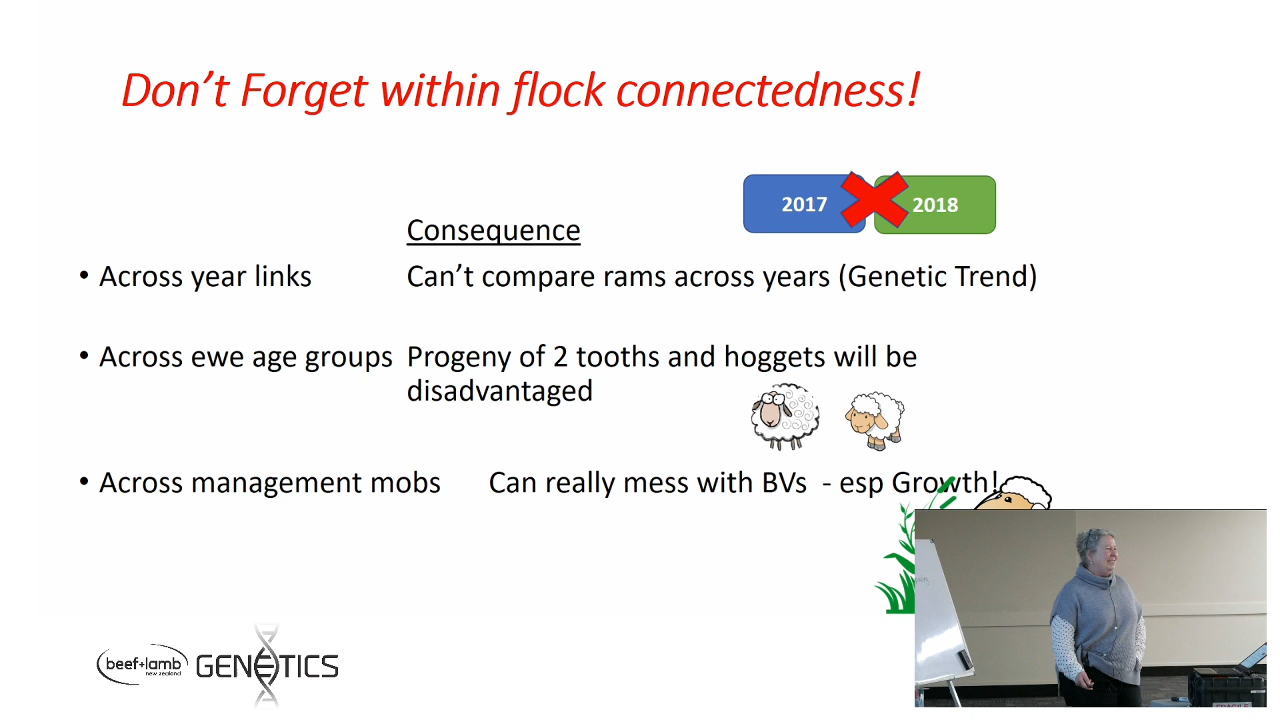 Don't Forget within flock connectedness!
2017 2018
Consequence
• Across year links Can't compare rams across years (Genetic Trend)
• Across ewe age groups Progeny of 2 tooths and hoggets will be
disadvantaged
• Across management mobs Can really mess with BVs - esp Growth!
beef+lamb
new zealand
GENETICS
FRAGILE